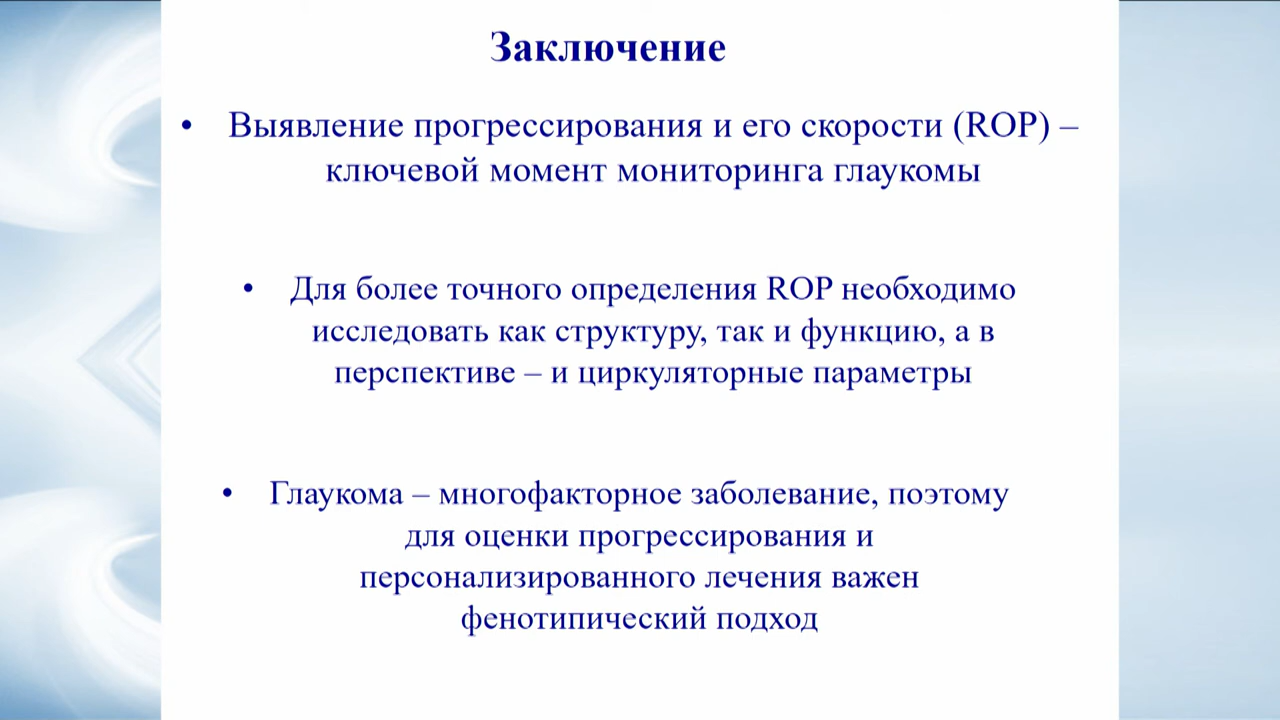 Заключение
• Выявление прогрессирования и его скорости (ROP) –
ключевой момент мониторинга глаукомы
• Для более точного определения ROP необходимо
исследовать как структуру, так и функцию, а в
перспективе – и циркуляторные параметры
• Глаукома – многофакторное заболевание, поэтому
для оценки прогрессирования и
персонализированного лечения важен
фенотипический подход